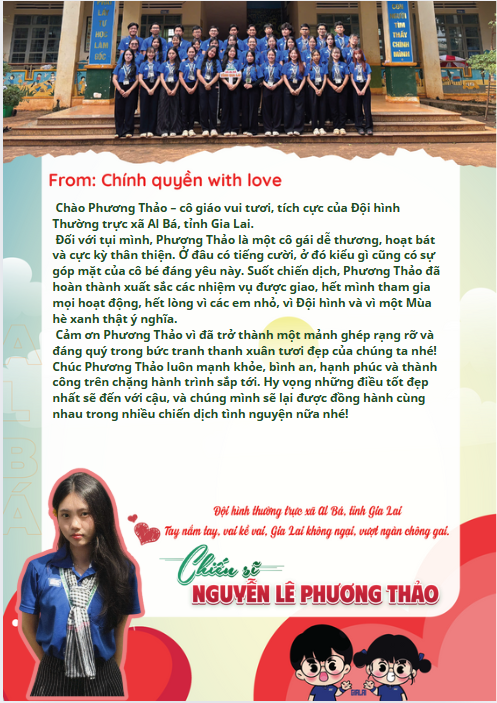 From: Chính quyền with love
Chào Phương Thảo – cô giáo vui tươi, tích cực của Đội hình
Thường trực xã Al Bá, tỉnh Gia Lai.
Đối với tụi mình, Phương Thảo là một cô gái dễ thương, hoạt bát
và cực kỳ thân thiện. Ở đâu có tiếng cười, ở đó kiểu gì cũng có sự
góp mặt của cô bé đáng yêu này. Suốt chiến dịch, Phương Thảo đã
hoàn thành xuất sắc các nhiệm vụ được giao, hết mình tham gia
mọi hoạt động, hết lòng vì các em nhỏ, vì Đội hình và vì một Mùa
hè xanh thật ý nghĩa.
Cảm ơn Phương Thảo vì đã trở thành một mảnh ghép rạng rỡ và
đáng quý trong bức tranh thanh xuân tươi đẹp của chúng ta nhé!
Chúc Phương Thảo luôn mạnh khỏe, bình an, hạnh phúc và thành
công trên chặng hành trình sắp tới. Hy vọng những điều tốt đẹp
nhất sẽ đến với cậu, và chúng mình sẽ lại được đồng hành cùng
nhau trong nhiều chiến dịch tình nguyện nữa nhé!
Đội hình thường trực xã Al Bá, tỉnh Gia Lai
Tay nắm tay, vai kề vai, Gia Lai không ngại, vượt ngàn chông gai.
Chiến sĩ
NGUYỄN LÊ PHƯƠNG THẢO